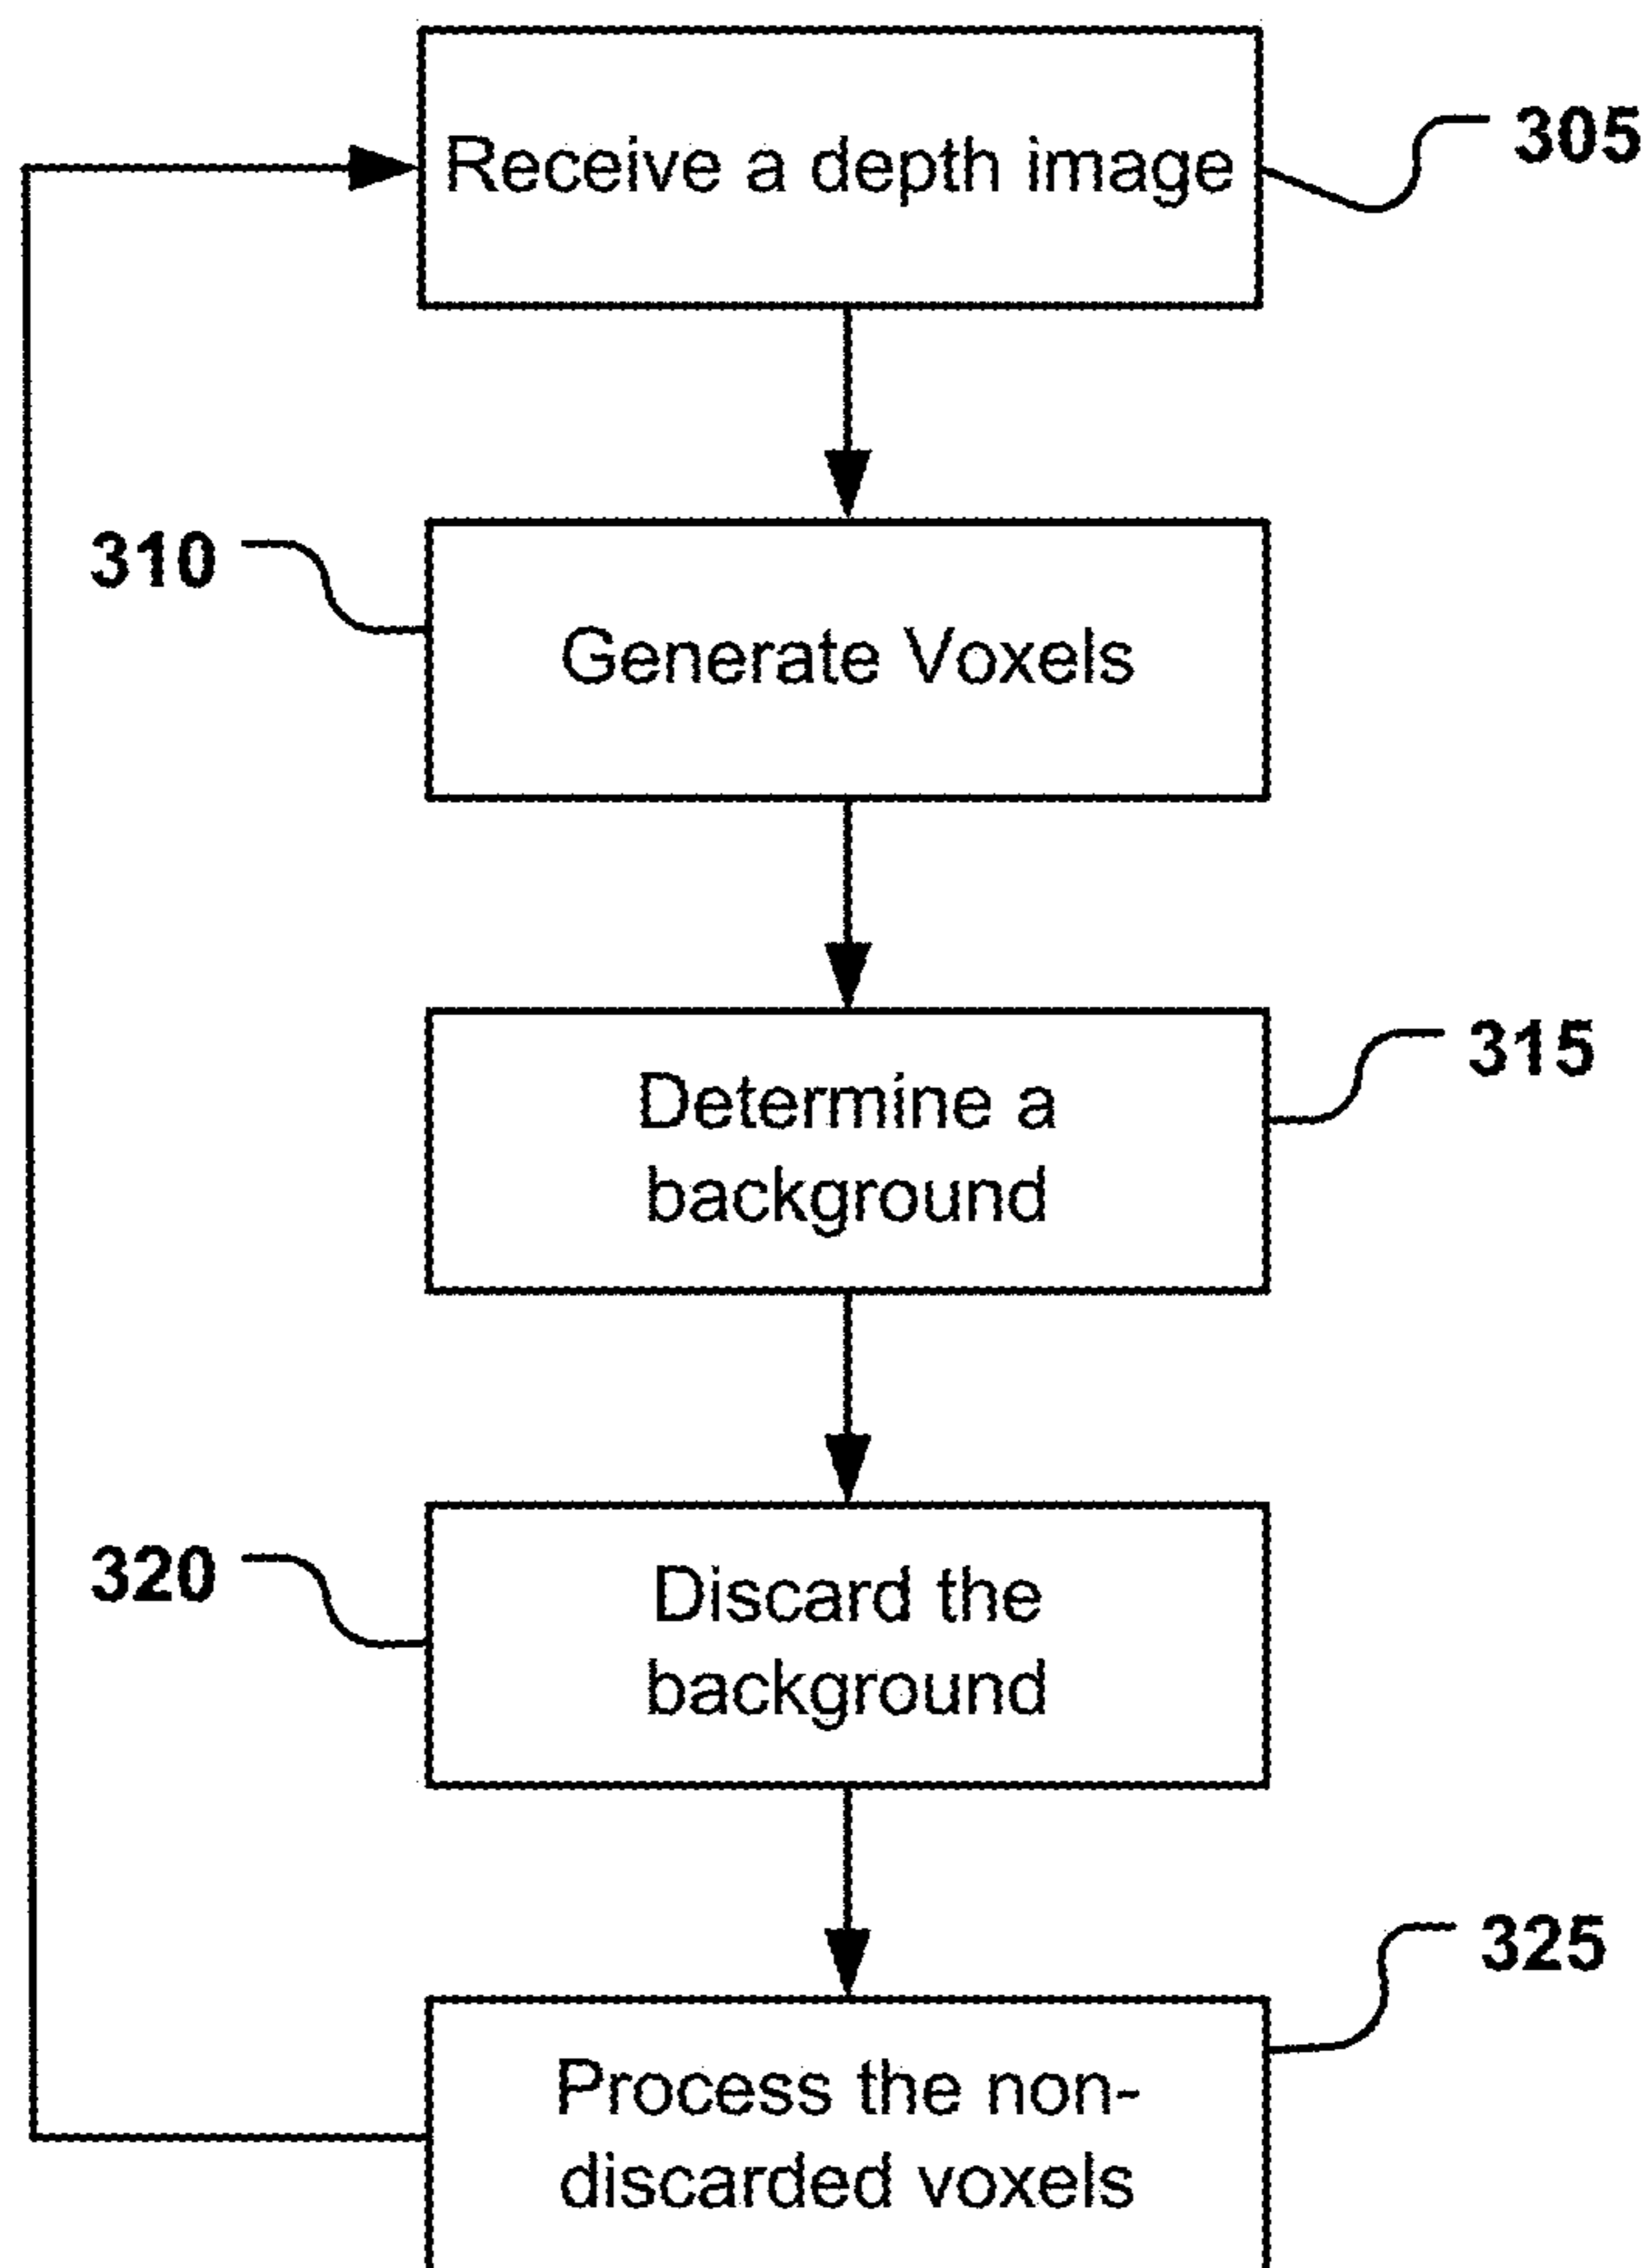 Receive a depth image
305
310
Generate Voxels
315
Determine a
background
320
Discard the
background
325
Process the non-
discarded voxels